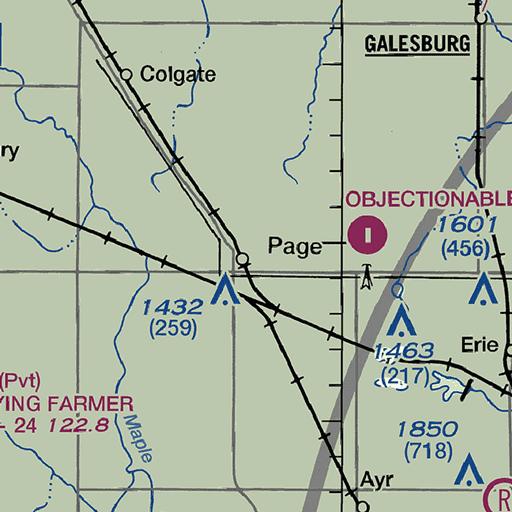 GALESBURG
Colgate
ry
OBJECTIONABLE
1601
(456)
Page
1432
(259)
Erie
1463
(217)
(Pvt)
YING FARMER
- 24 122.8
Maple
1850
(718)
Ayr
R